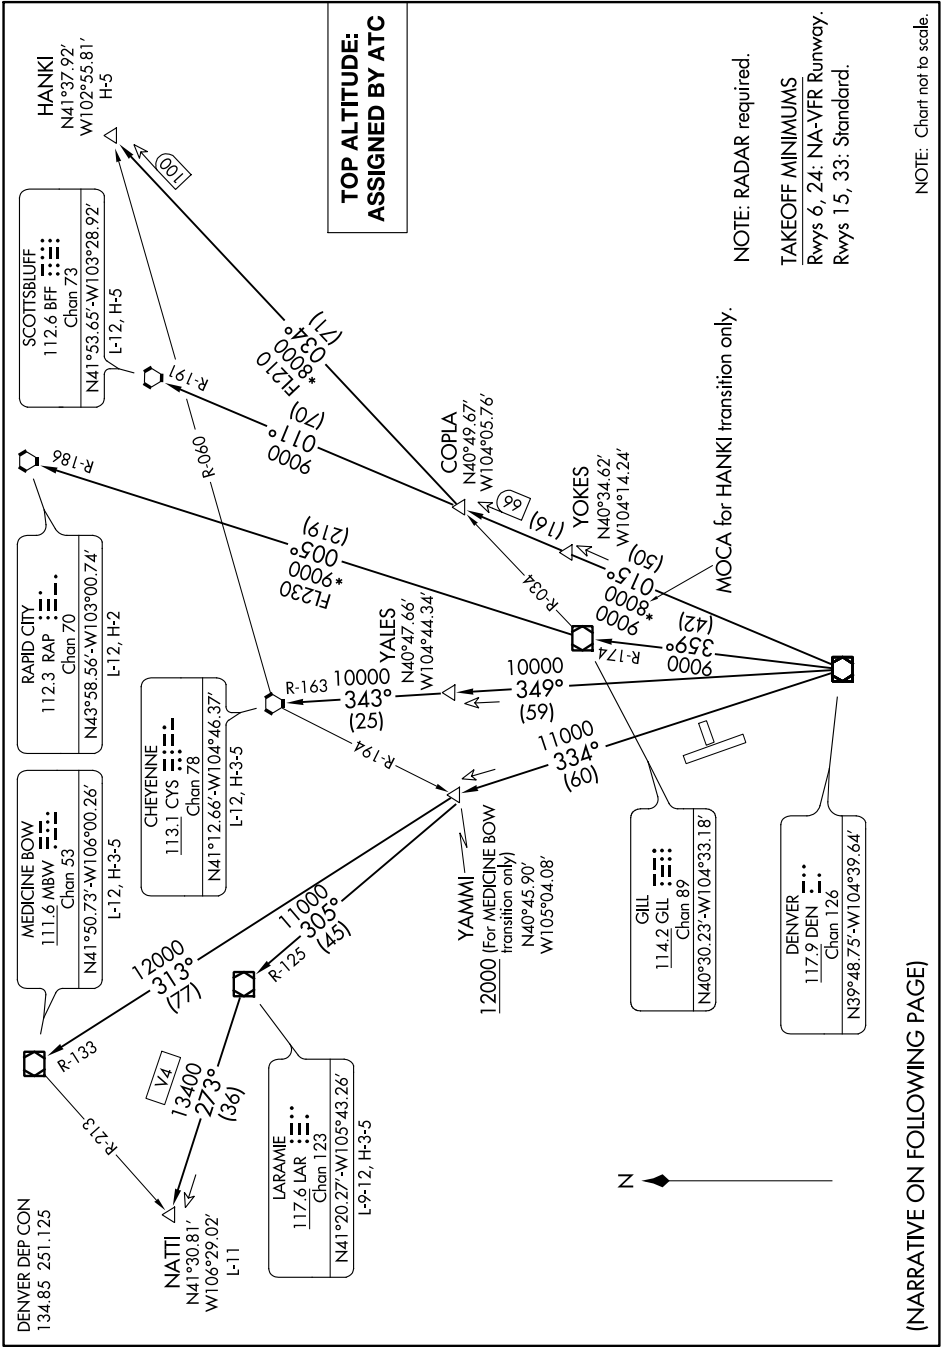 DENVER DEP CON
134.85 251.125
NATTI
N41°30.81′
W106°29.02′
L-11
R-213
V4
13400
273°
(36)
LARAMIE
117.6 LAR
Chan 123
N41°20.27′-W105°43.26′
L-9-12, H-3-5
MEDICINE BOW
111.6 MBW
Chan 53
N41°50.73′-W106°00.26′
L-12, H-3-5
R-133
12000
313°
(77)
R-125
11000
305°
(45)
YAMMI
12000 (For MEDICINE BOW
transition only)
N40°45.90′
W105°04.08′
CHEYENNE
113.1 CYS
Chan 78
N41°12.66′-W104°46.37′
L-12, H-3-5
R-194
R-163
10000
343°
(25)
YALES
N40°47.66′
W104°44.34′
RAPID CITY
112.3 RAP
Chan 70
N43°58.56′-W103°00.74′
L-12, H-2
R-186
FL230
*9000
005°
(219)
SCOTTSBLUFF
112.6 BFF
Chan 73
N41°53.65′-W103°28.92′
L-12, H-5
R-191
R-060
9000
011°
(70)
HANKI
N41°37.92′
W102°55.81′
H-5
100
FL210
*8000
034°
(71)
COPLA
N40°49.67′
W104°05.76′
66
(16)
YOKES
N40°34.62′
W104°14.24′
R-034
9000
*8000
015°
(50)
MOCA for HANKI transition only.
R-174
9000
359°
(42)
10000
349°
(59)
11000
334°
(60)
GILL
114.2 GLL
Chan 89
N40°30.23′-W104°33.18′
DENVER
117.9 DEN
Chan 126
N39°48.75′-W104°39.64′
N
TOP ALTITUDE:
ASSIGNED BY ATC
NOTE: RADAR required.
TAKEOFF MINIMUMS
Rwys 6, 24: NA-VFR Runway.
Rwys 15, 33: Standard.
NOTE: Chart not to scale.
(NARRATIVE ON FOLLOWING PAGE)